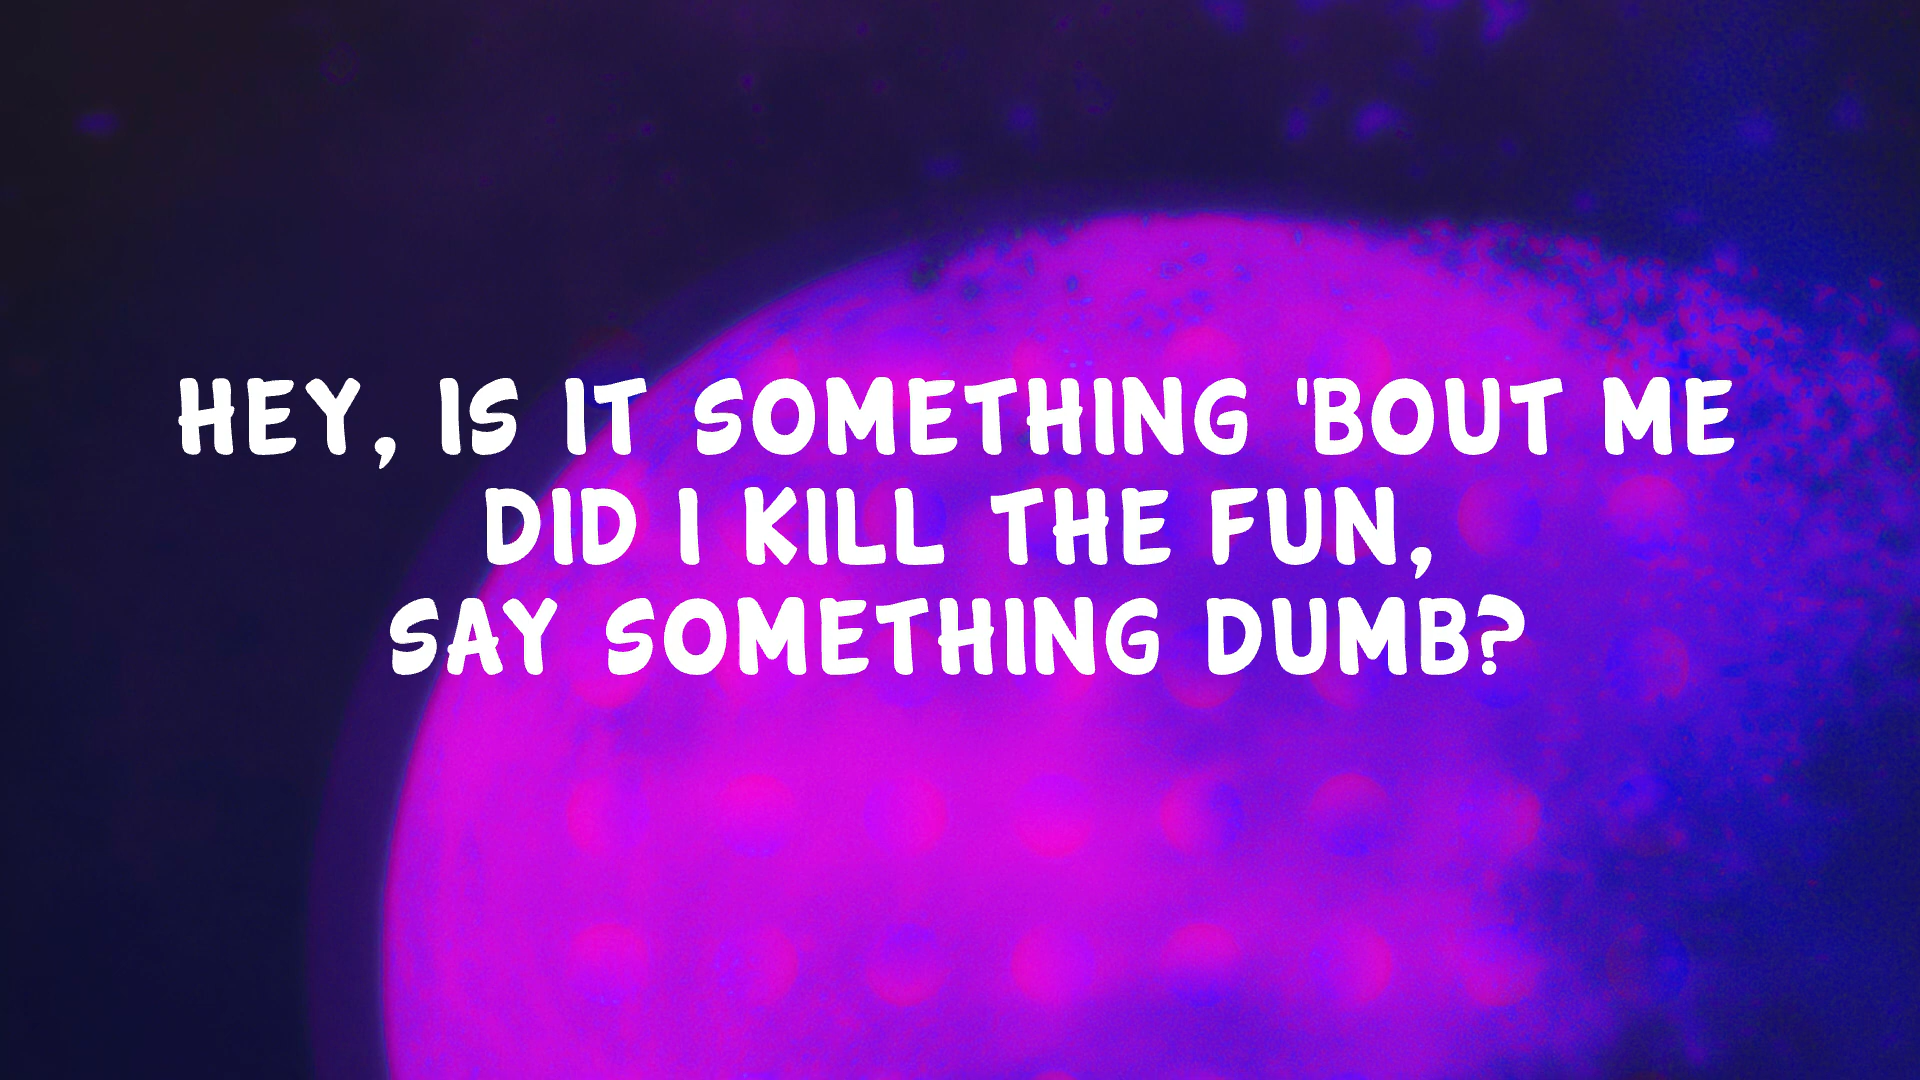 HEY, IS IT SOMETHING 'BOUT ME
DID I KILL THE FUN,
SAY SOMETHING DUMB?